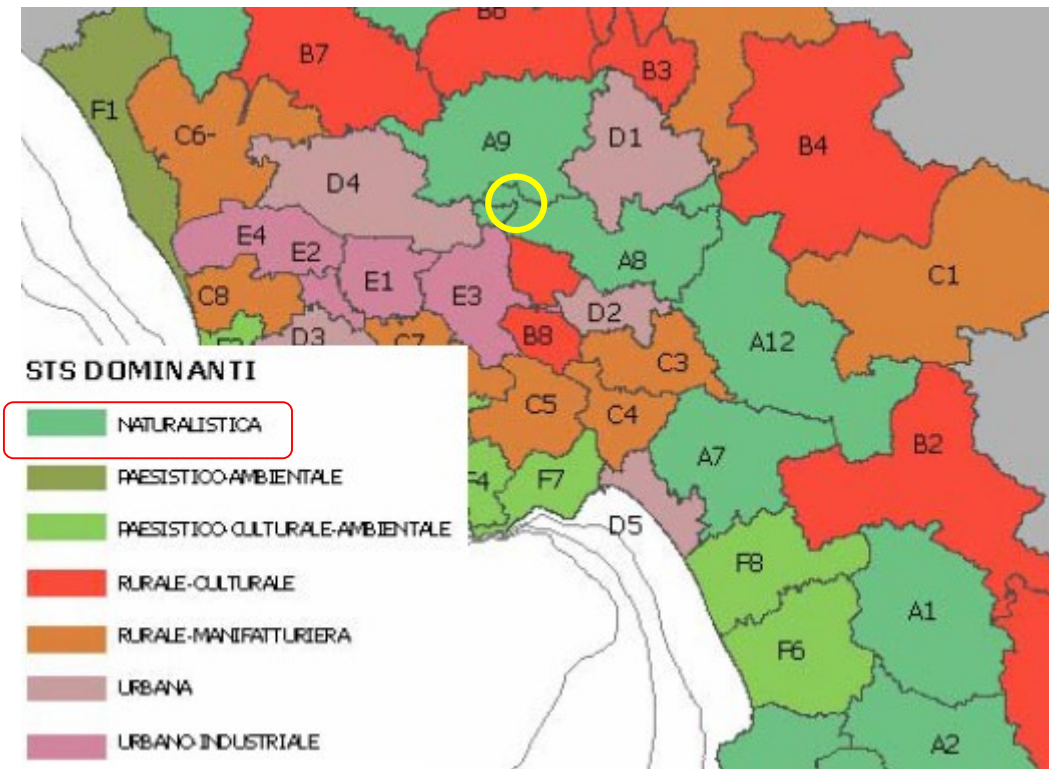 B6
B7
B3
F1
C6-
A9
D1
B4
D4
E4
E2
A8
C1
E1
E3
C8
D2
D3
C7
B8
A12
C3
STS DOMINANTI
C5
C4
NATURALISTICA
A7
B2
PAESISTICO-AMBIENTALE
F4
F7
D5
PAESISTICO-CULTURALE-AMBIENTALE
F8
RURALE-CULTURALE
A1
RURALE-MANIFATTURIERA
F6
URBANA
URBANO-INDUSTRIALE
A2